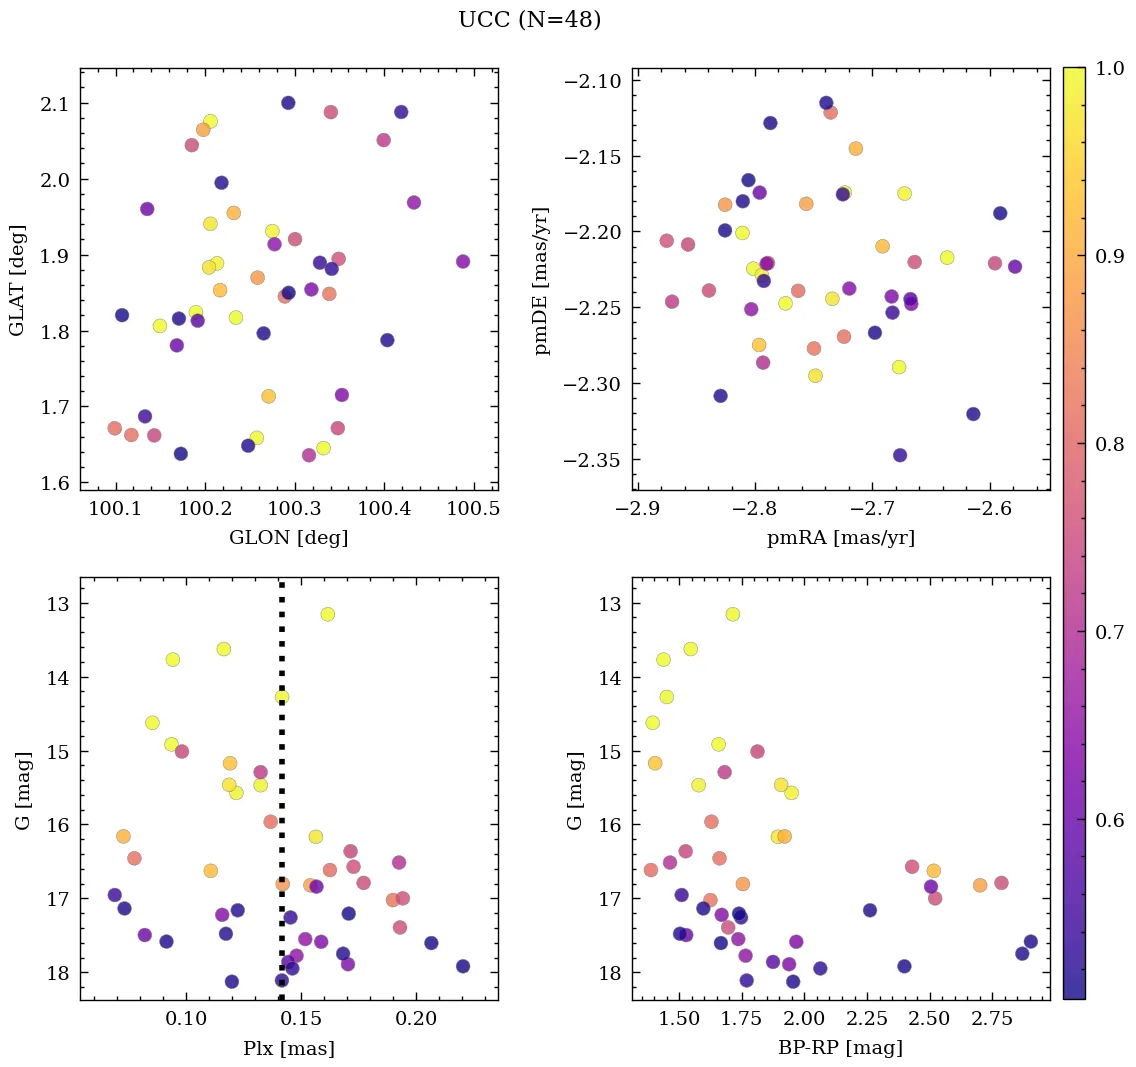 UCC (N=48)
2.1
2.0
1.9
1.8
1.7
1.6
GLAT [deg]
100.1 100.2 100.3 100.4 100.5
GLON [deg]
−2.10
−2.15
−2.20
−2.25
−2.30
−2.35
pmDE [mas/yr]
−2.9 −2.8 −2.7 −2.6
pmRA [mas/yr]
1.0
0.9
0.8
0.7
0.6
13
14
15
16
17
18
G [mag]
0.10 0.15 0.20
Plx [mas]
13
14
15
16
17
18
G [mag]
1.50 1.75 2.00 2.25 2.50 2.75
BP-RP [mag]